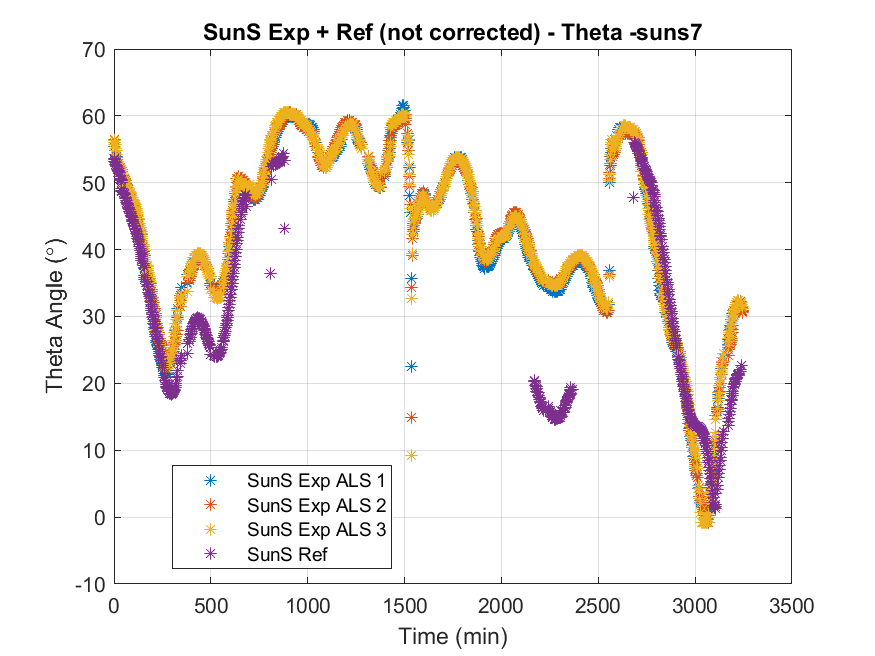 SunS Exp + Ref (not corrected) - Theta -suns7
70
60
50
40
30
20
10
0
-10
Theta Angle (°)
SunS Exp ALS 1
SunS Exp ALS 2
SunS Exp ALS 3
SunS Ref
0 500 1000 1500 2000 2500 3000 3500
Time (min)